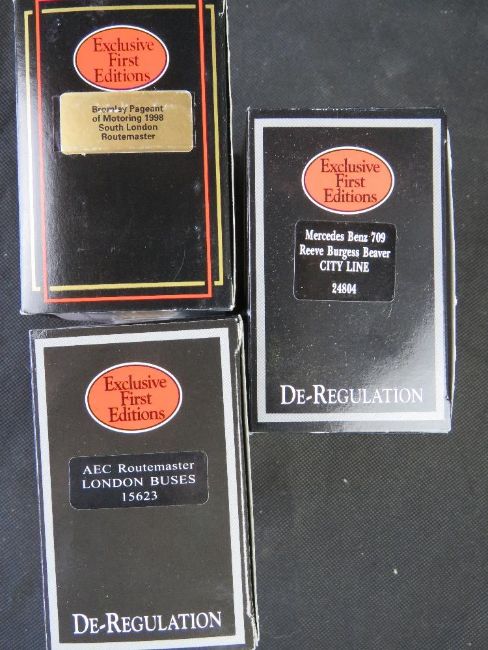 Exclusive
First
Editions
Bromley Pageant
of Motoring 1998
South London
Routemaster
Exclusive
First
Editions
Mercedes Benz 709
Reeve Burgess Beaver
CITY LINE
24804
DE-REGULATION
Exclusive
First
Editions
AEC Routemaster
LONDON BUSES
15623
DE-REGULATION